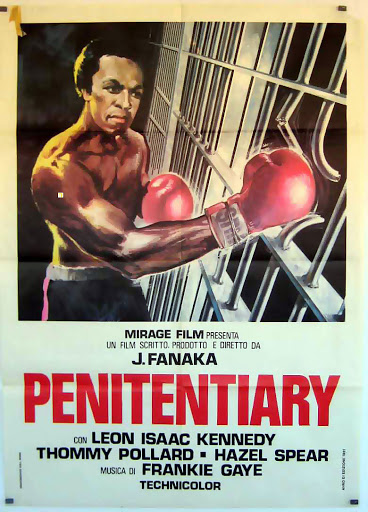 MIRAGE FILM PRESENTA
UN FILM SCRITTO, PRODOTTO E DIRETTO DA
J. FANAKA
PENITENTIARY
CON LEON ISAAC KENNEDY
THOMMY POLLARD • HAZEL SPEAR
MUSICA DI FRANKIE GAYE
TECHNICOLOR